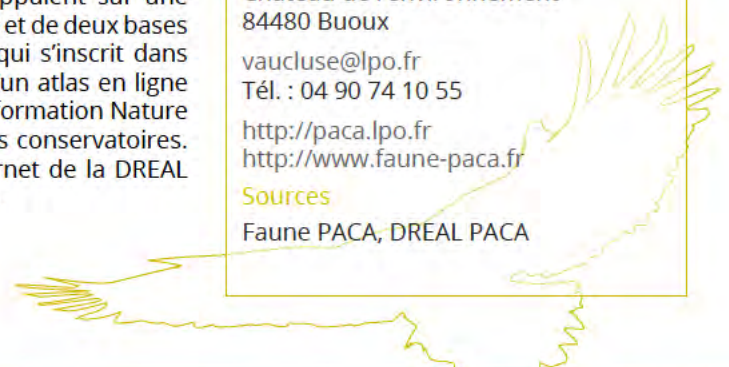 et de deux bases
qui s'inscrit dans
un atlas en ligne
formation Nature
s conservatoires.
rnet de la DREAL
84480 Buoux
vaucluse@lpo.fr
Tél. : 04 90 74 10 55
http://paca.lpo.fr
http://www.faune-paca.fr
Sources
Faune PACA, DREAL PACA